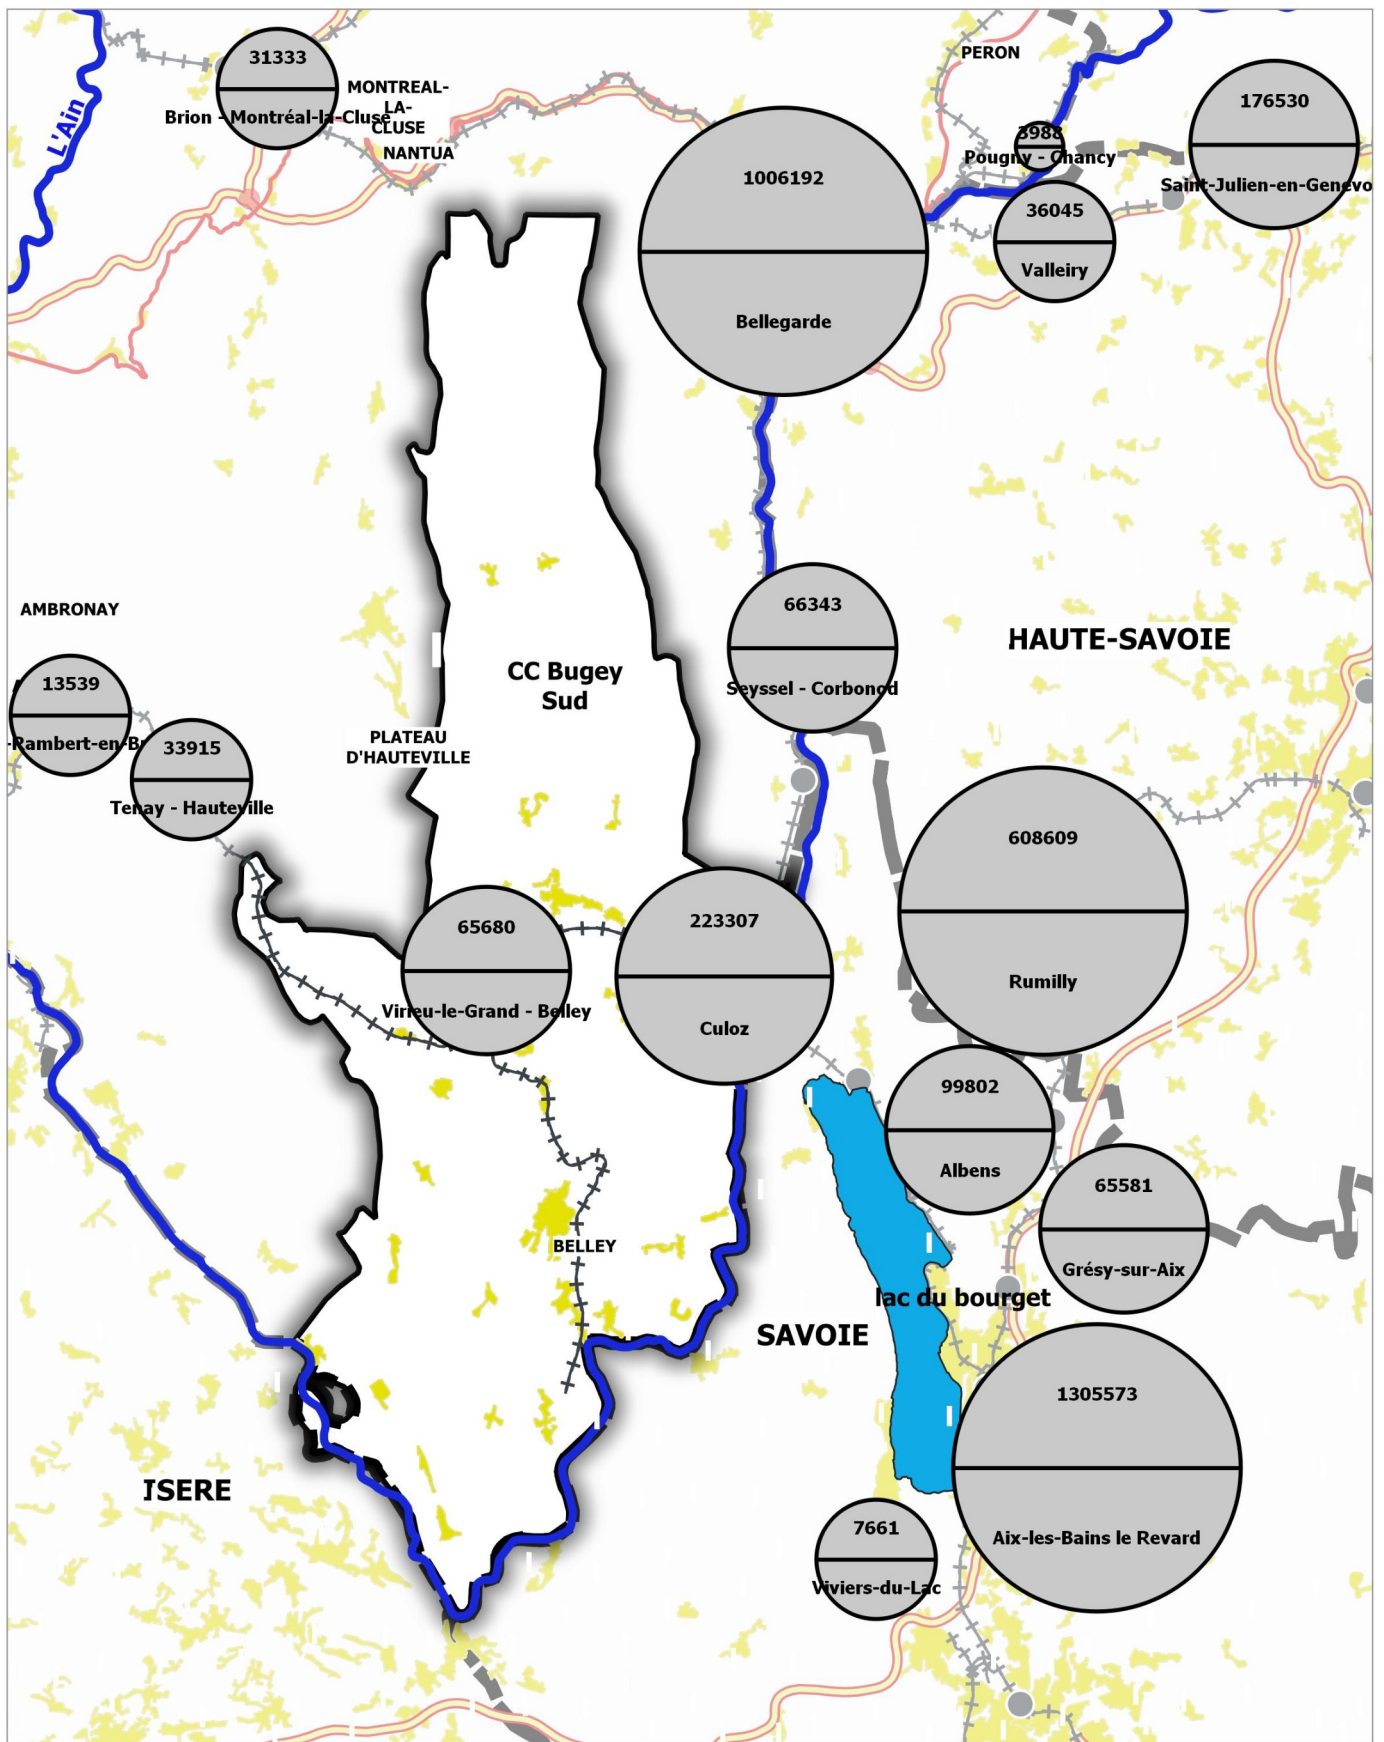 31333
Brion - Montréal-la-Cluse
MONTREAL-
LA-
CLUSE
NANTUA
L'Ain
PERON
3988
Pougny - Chancy
176530
Saint-Julien-en-Genevo
1006192
Bellegarde
36045
Valleiry
66343
Seyssel - Corbonod
HAUTE-SAVOIE
AMBRONAY
CC Bugey
Sud
13539
-Rambert-en-B
33915
Tenay - Hauteville
PLATEAU
D'HAUTEVILLE
608609
Rumilly
65680
Virieu-le-Grand - Belley
223307
Culoz
99802
Albens
65581
Grésy-sur-Aix
BELLEY
lac du bourget
SAVOIE
1305573
Aix-les-Bains le Revard
ISERE
7661
Viviers-du-Lac